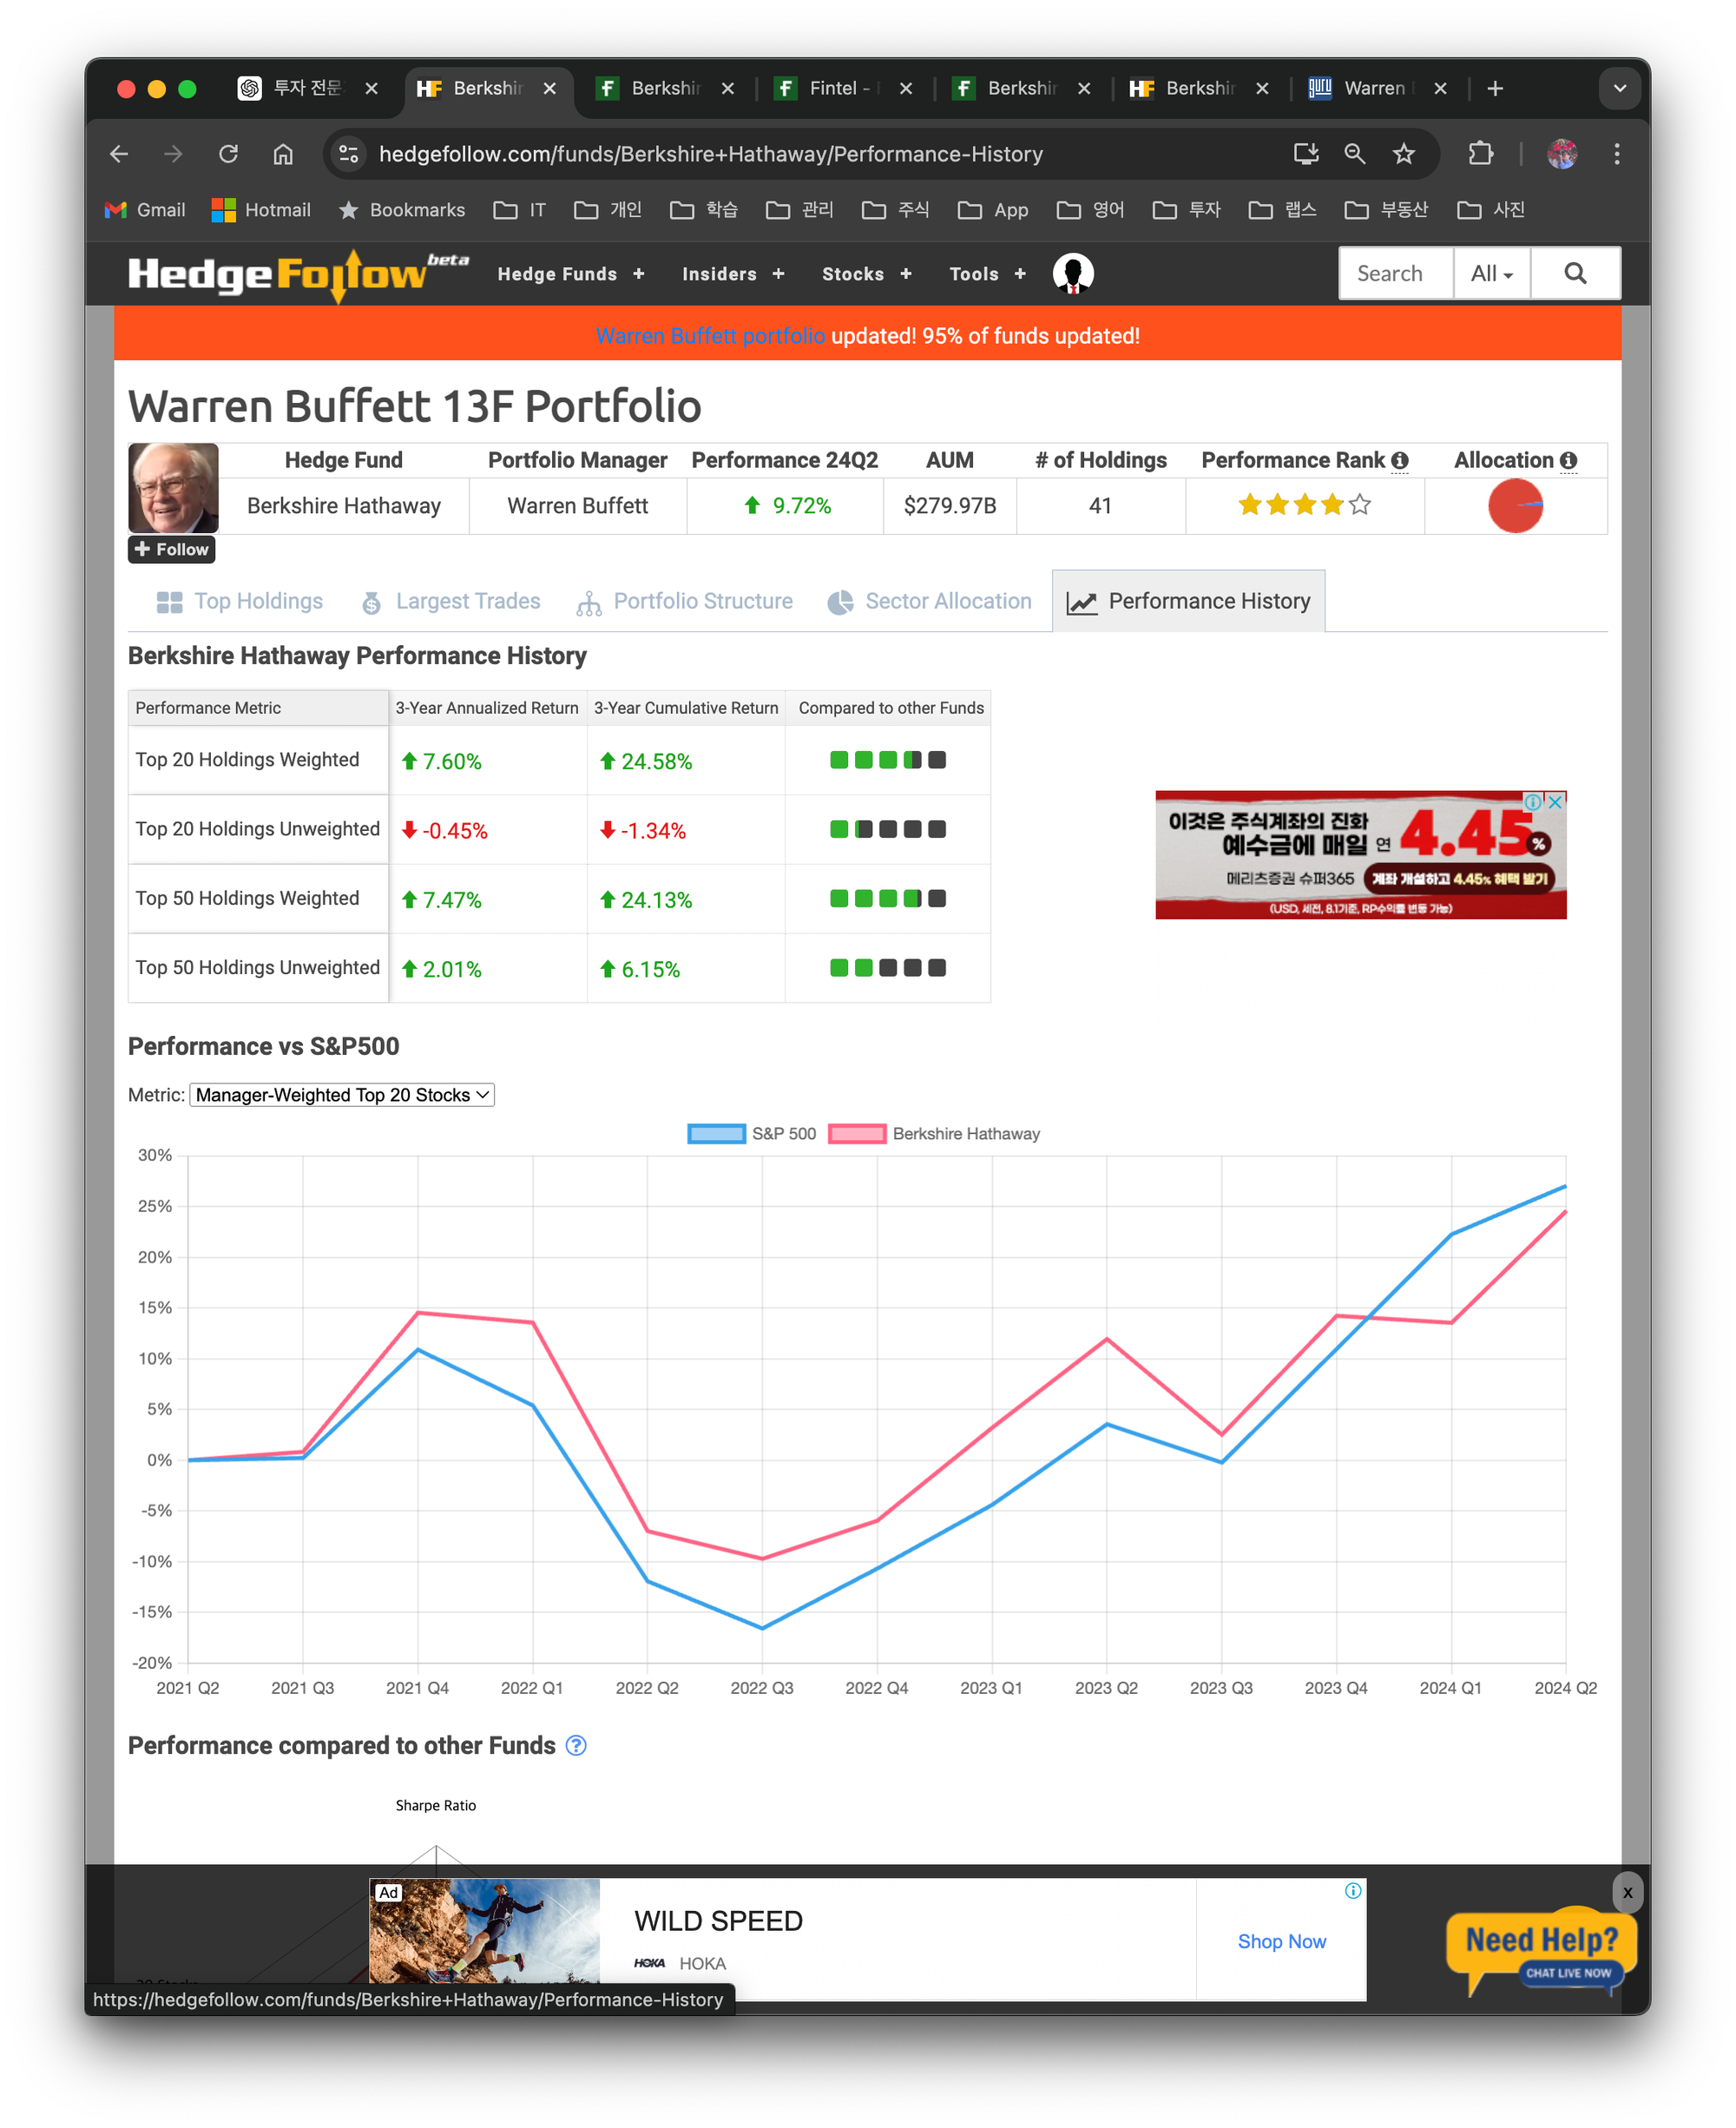 투자 전문
Berkshir
Berkshir
Fintel -
Berkshir
Berkshir
Warren
hedgefollow.com/funds/Berkshire+Hathaway/Performance-History
Gmail Hotmail Bookmarks IT 개인 학습 관리 주식 App 영어 투자 랩스 부동산 사진
HedgeFollow beta
Hedge Funds + Insiders + Stocks + Tools +
Search All
Warren Buffett portfolio updated! 95% of funds updated!
Warren Buffett 13F Portfolio
Hedge Fund Portfolio Manager Performance 24Q2 AUM # of Holdings Performance Rank Allocation
Berkshire Hathaway Warren Buffett 9.72% $279.97B 41
+ Follow
Top Holdings Largest Trades Portfolio Structure Sector Allocation Performance History
Berkshire Hathaway Performance History
Performance Metric 3-Year Annualized Return 3-Year Cumulative Return Compared to other Funds
Top 20 Holdings Weighted 7.60% 24.58%
Top 20 Holdings Unweighted -0.45% -1.34%
Top 50 Holdings Weighted 7.47% 24.13%
Top 50 Holdings Unweighted 2.01% 6.15%
이것은 주식계좌의 진화
예수금에 매일 연 4.45%
메리츠증권 슈퍼365 계좌 개설하고 4.45% 혜택 받기
(USD, 세전, 8.1기준, RP수익률 변동 가능)
Performance vs S&P500
Metric: Manager-Weighted Top 20 Stocks
S&P 500 Berkshire Hathaway
30%
25%
20%
15%
10%
5%
0%
-5%
-10%
-15%
-20%
2021 Q2 2021 Q3 2021 Q4 2022 Q1 2022 Q2 2022 Q3 2022 Q4 2023 Q1 2023 Q2 2023 Q3 2023 Q4 2024 Q1 2024 Q2
Performance compared to other Funds
Sharpe Ratio
Ad
WILD SPEED
HOKA HOKA
Shop Now
x
Need Help?
CHAT LIVE NOW
https://hedgefollow.com/funds/Berkshire+Hathaway/Performance-History